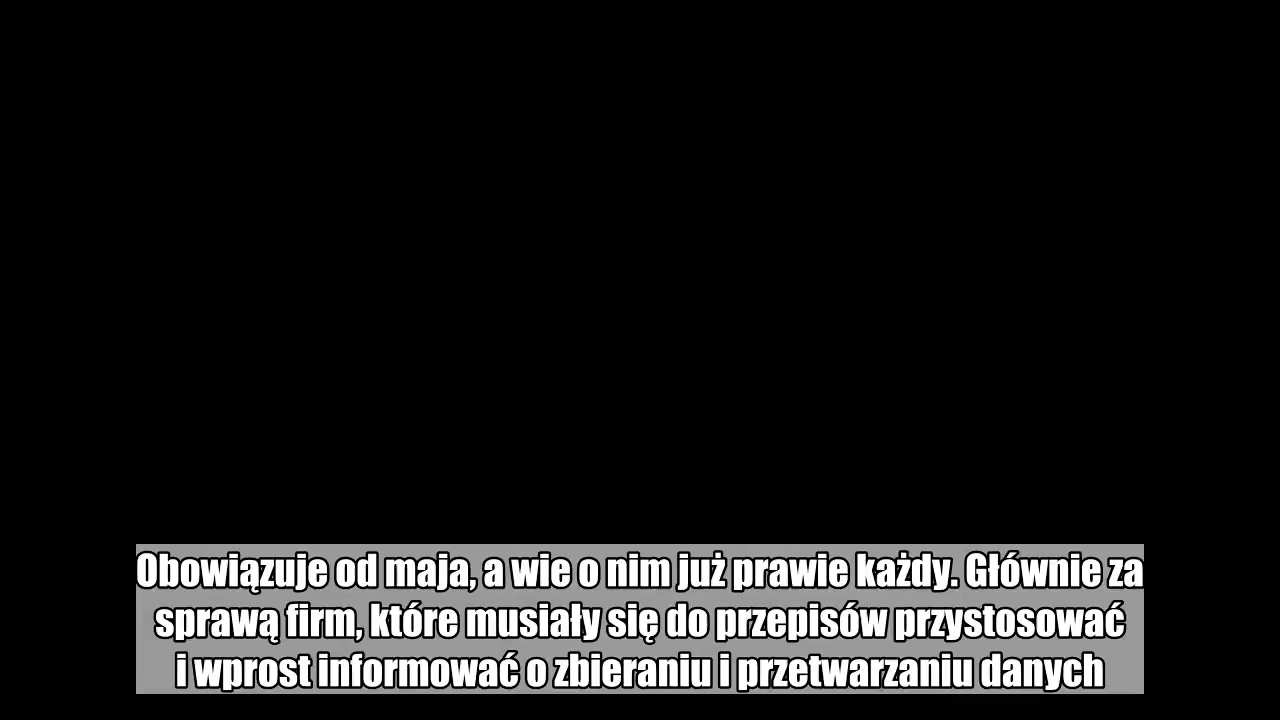 Obowiązuje od maja, a wie o nim już prawie każdy. Głównie za
sprawą firm, które musiały się do przepisów przystosować
i wprost informować o zbieraniu i przetwarzaniu danych